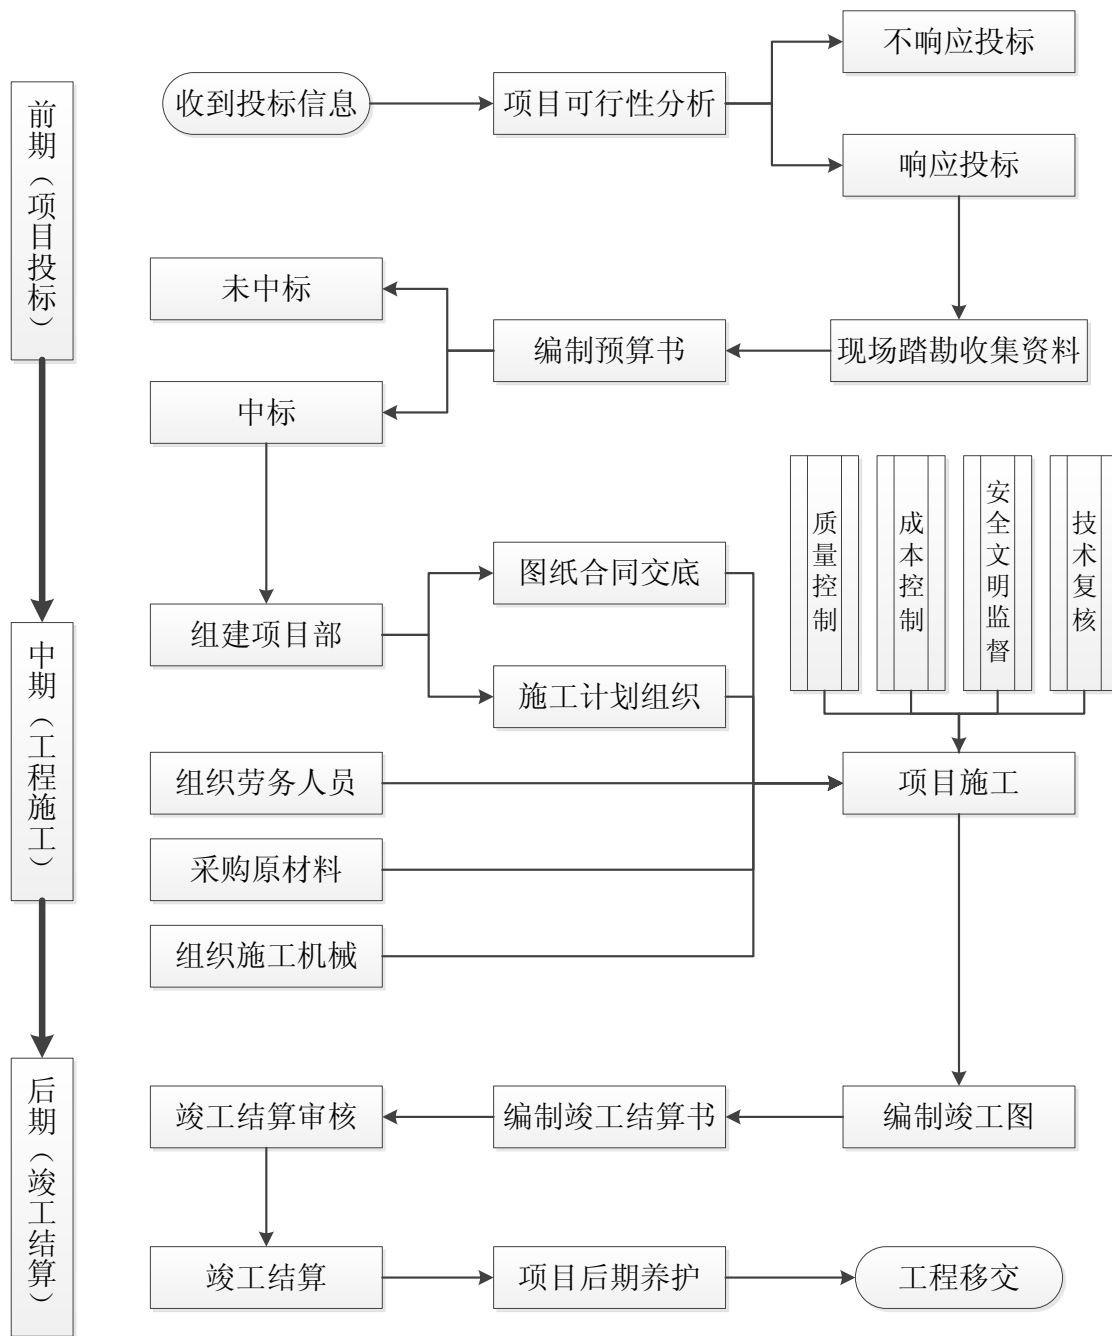 前期（项目投标）
收到投标信息
项目可行性分析
不响应投标
响应投标
未中标
编制预算书
现场踏勘收集资料
中标
中期（工程施工）
质量控制
成本控制
安全文明监督
技术复核
图纸合同交底
组建项目部
施工计划组织
组织劳务人员
项目施工
采购原材料
组织施工机械
后期（竣工结算）
竣工结算审核
编制竣工结算书
编制竣工图
竣工结算
项目后期养护
工程移交